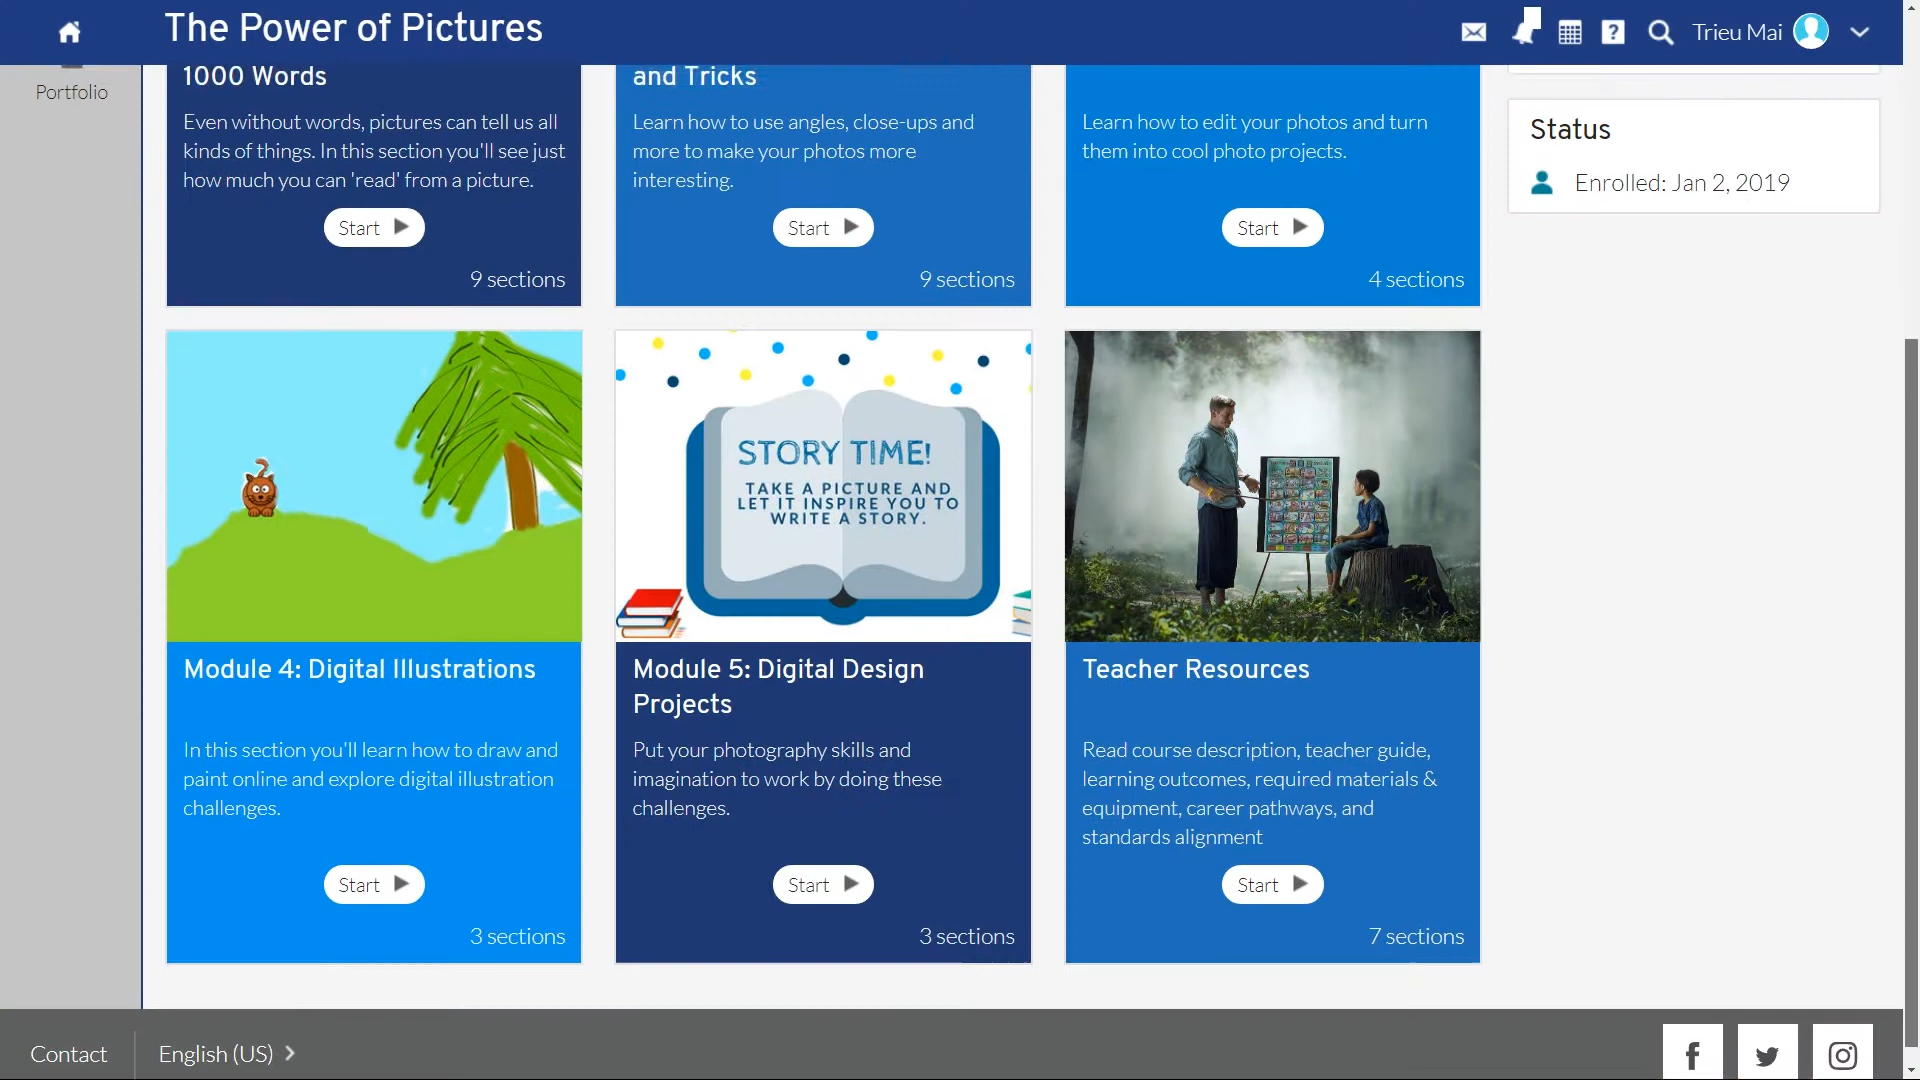 The Power of Pictures
Trieu Mai
Portfolio
1000 Words
Even without words, pictures can tell us all
kinds of things. In this section you'll see just
how much you can 'read' from a picture.
Start
9 sections
and Tricks
Learn how to use angles, close-ups and
more to make your photos more
interesting.
Start
9 sections
Learn how to edit your photos and turn
them into cool photo projects.
Start
4 sections
Status
Enrolled: Jan 2, 2019
Module 4: Digital Illustrations
In this section you'll learn how to draw and
paint online and explore digital illustration
challenges.
Start
3 sections
STORY TIME!
TAKE A PICTURE AND
LET IT INSPIRE YOU TO
WRITE A STORY.
Module 5: Digital Design
Projects
Put your photography skills and
imagination to work by doing these
challenges.
Start
3 sections
Teacher Resources
Read course description, teacher guide,
learning outcomes, required materials &
equipment, career pathways, and
standards alignment
Start
7 sections
Contact
English (US)